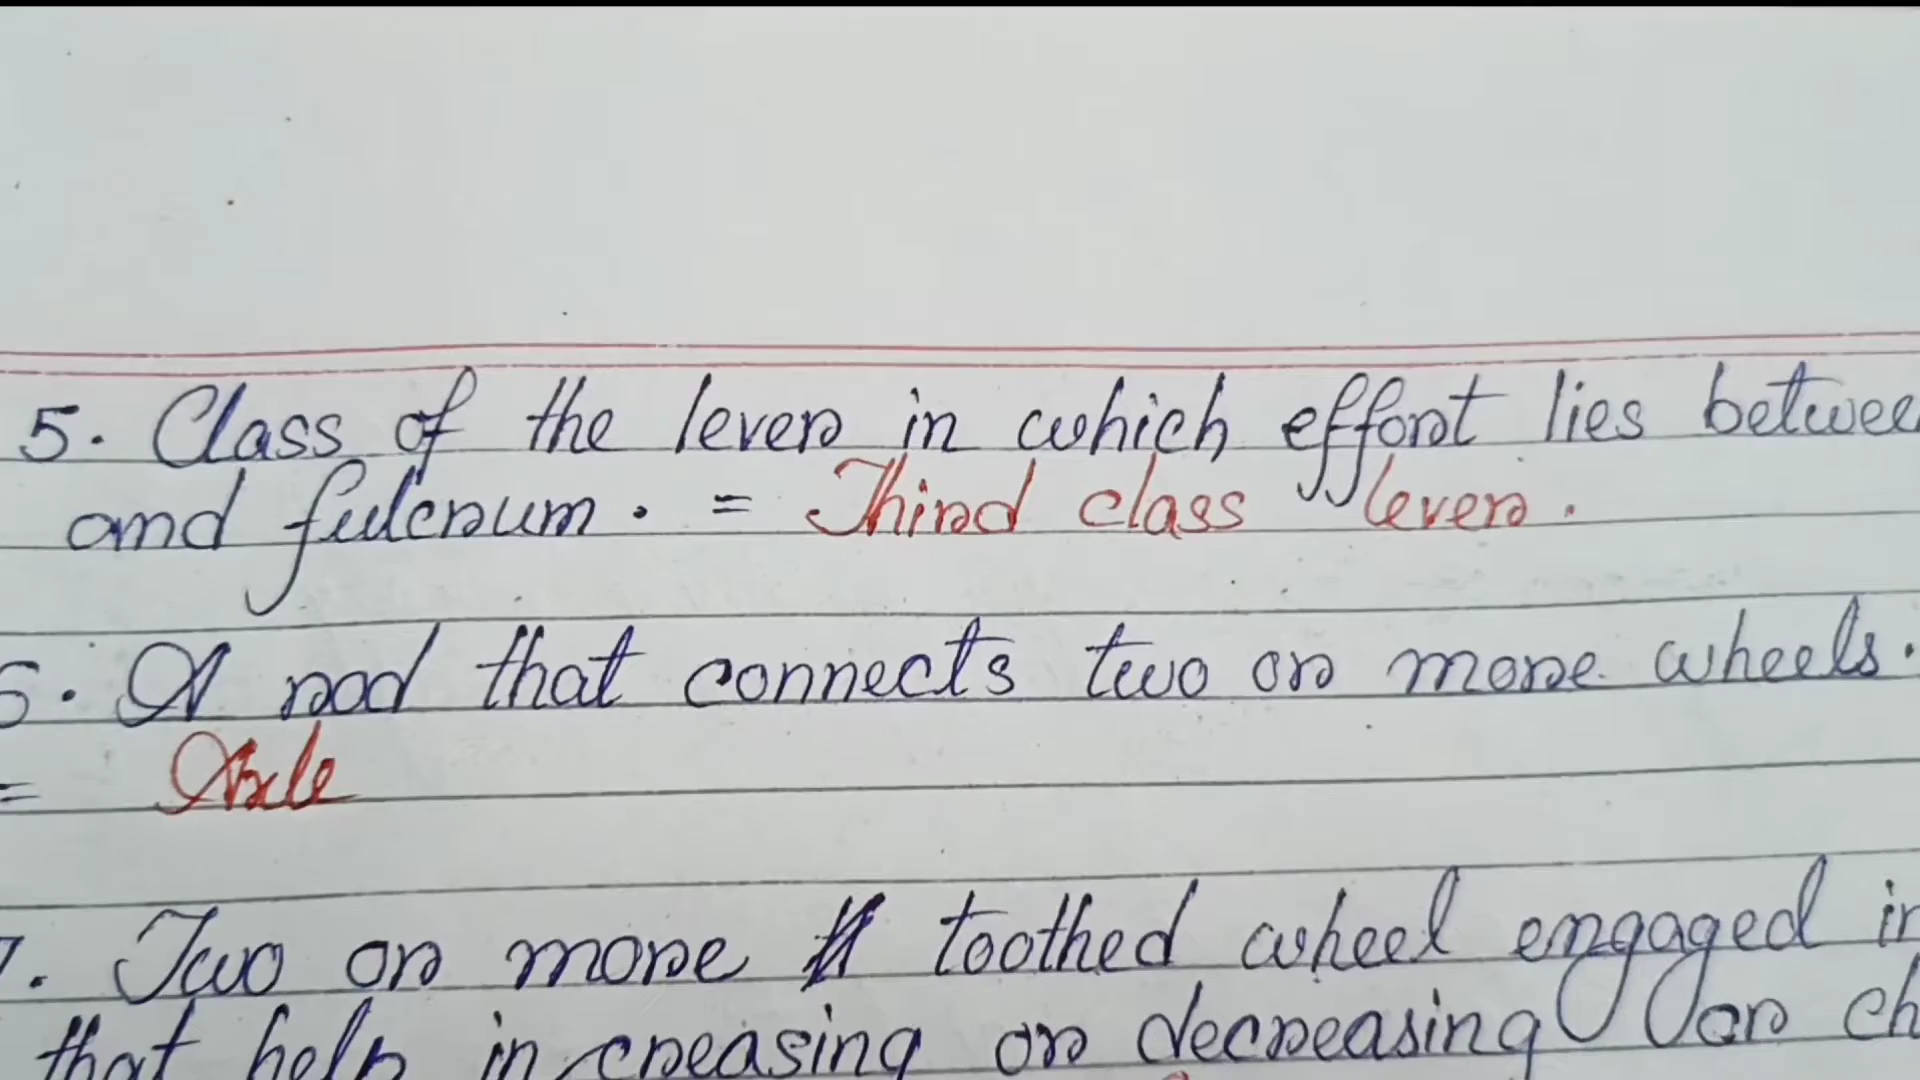 5. Class of the lever in which effort lies between
and fulcrum. = Third class lever.
6. A rod that connects two or more wheels.
= Axle
7. Two or more toothed wheel engaged in
that help in creasing or decreasing or ch